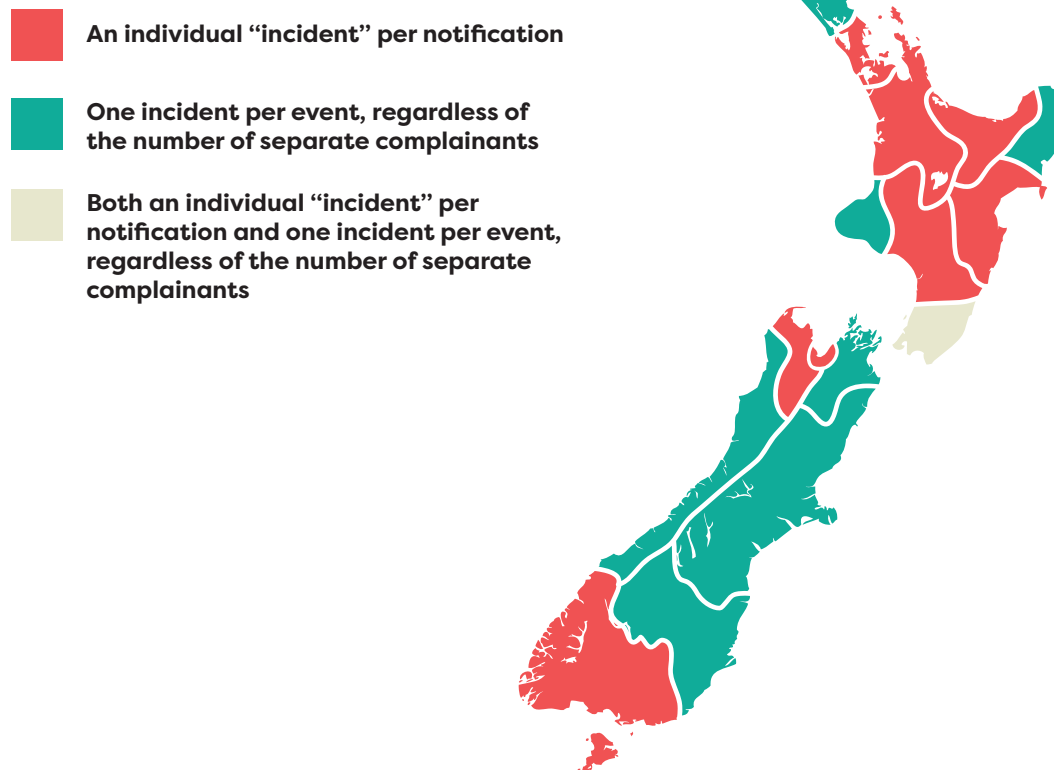 An individual “incident” per notification
One incident per event, regardless of
the number of separate complainants
Both an individual “incident” per
notification and one incident per event,
regardless of the number of separate
complainants